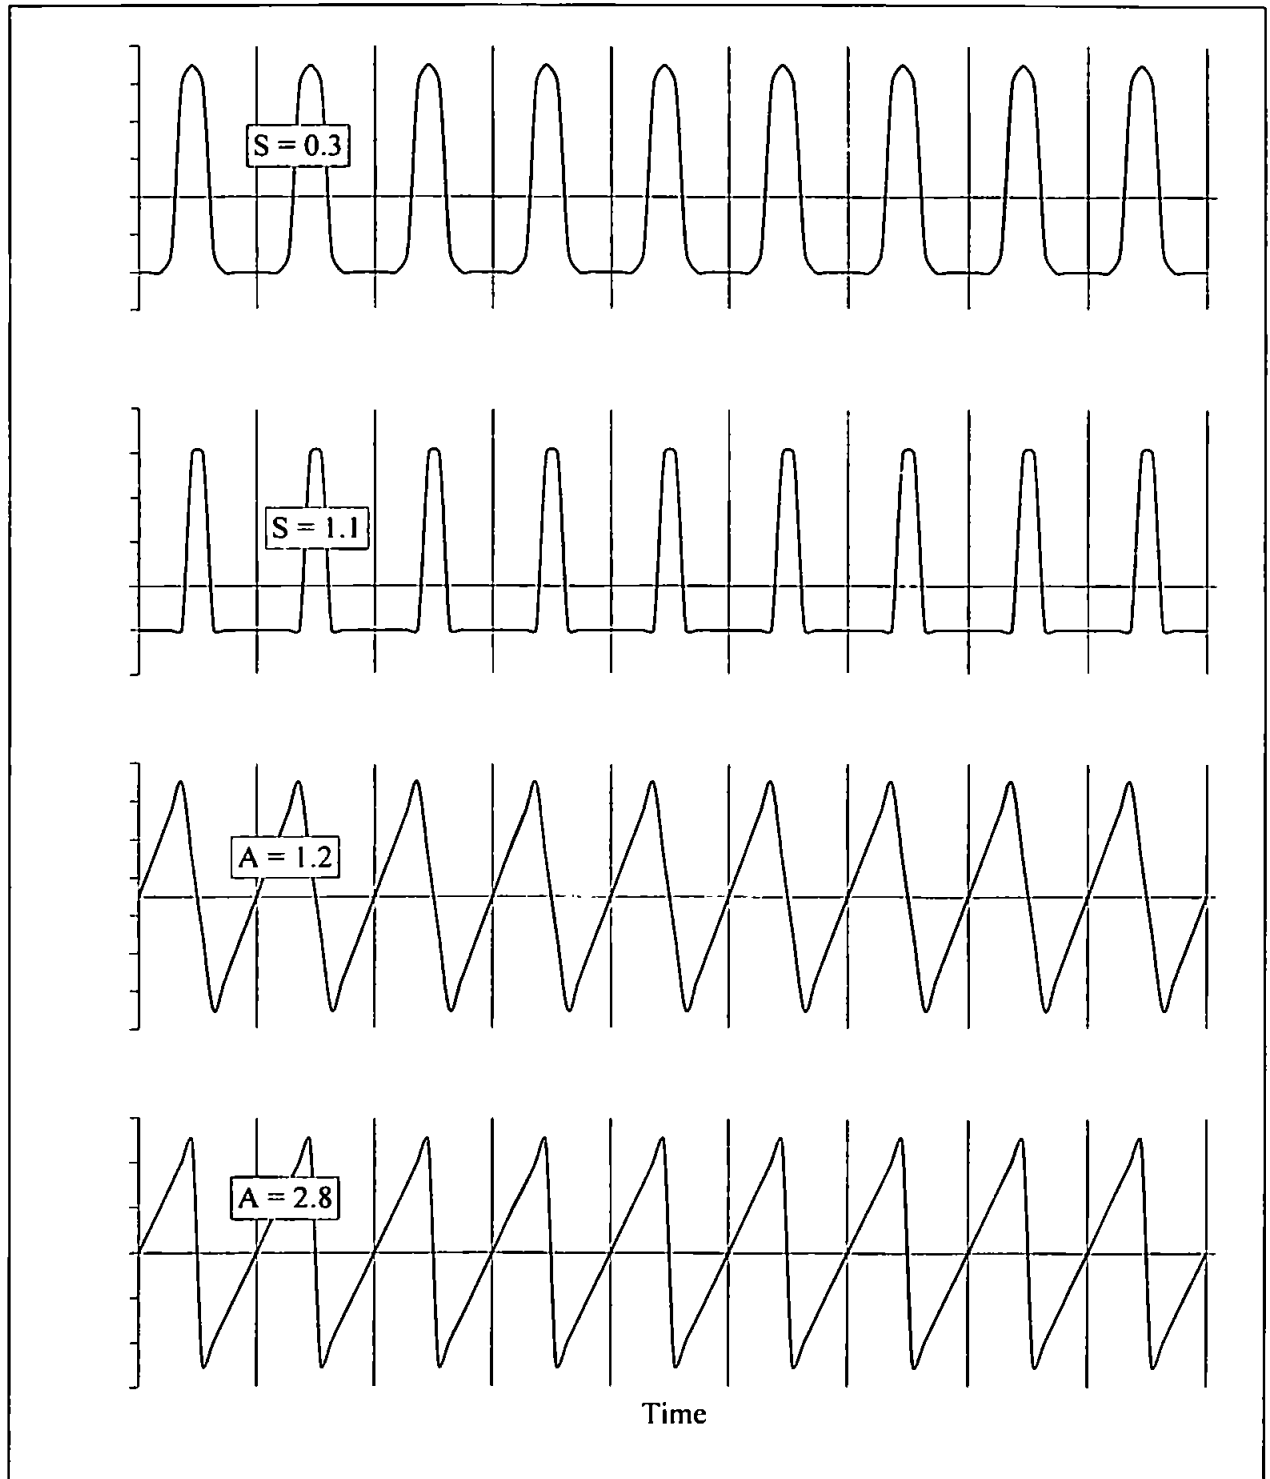 S = 0.3
S = 1.1
A = 1.2
A = 2.8
Time